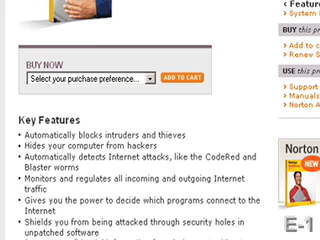 Featur
System
BUY this pr
Add to c
Renew S
USE this pro
Support
Manuals
Norton A
BUY NOW
Select your purchase preference...
ADD TO CART
Key Features
• Automatically blocks intruders and thieves
• Hides your computer from hackers
• Automatically detects Internet attacks, like the CodeRed and
Blaster worms
• Monitors and regulates all incoming and outgoing Internet
traffic
• Gives you the power to decide which programs connect to the
Internet
• Shields you from being attacked through security holes in
unpatched software
Norton
NEW
E-1